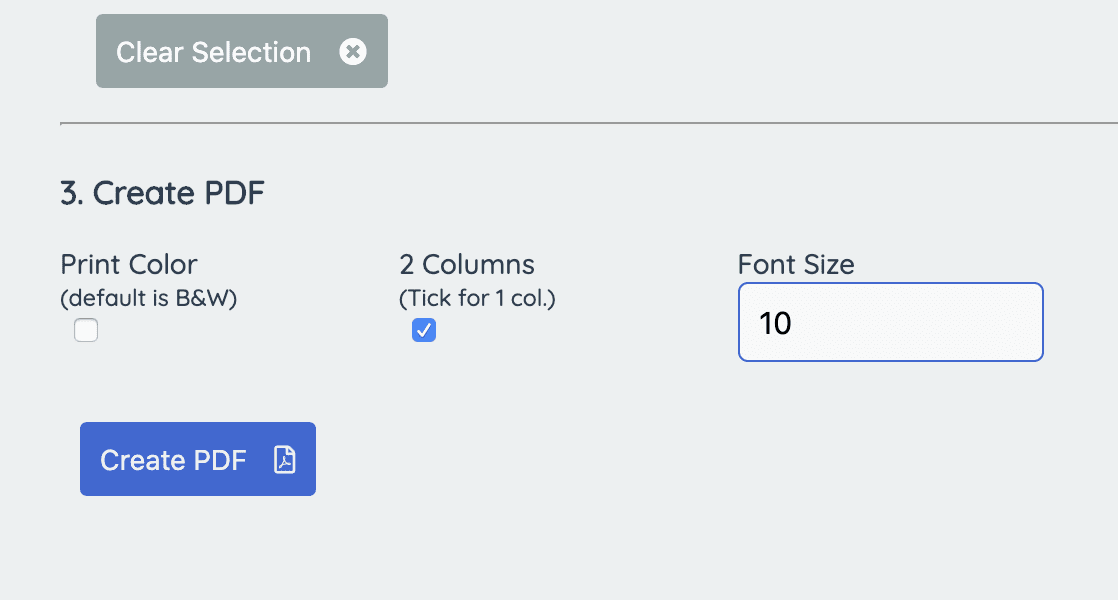 Clear Selection
3. Create PDF
Print Color
(default is B&W)
2 Columns
(Tick for 1 col.)
Font Size
10
Create PDF